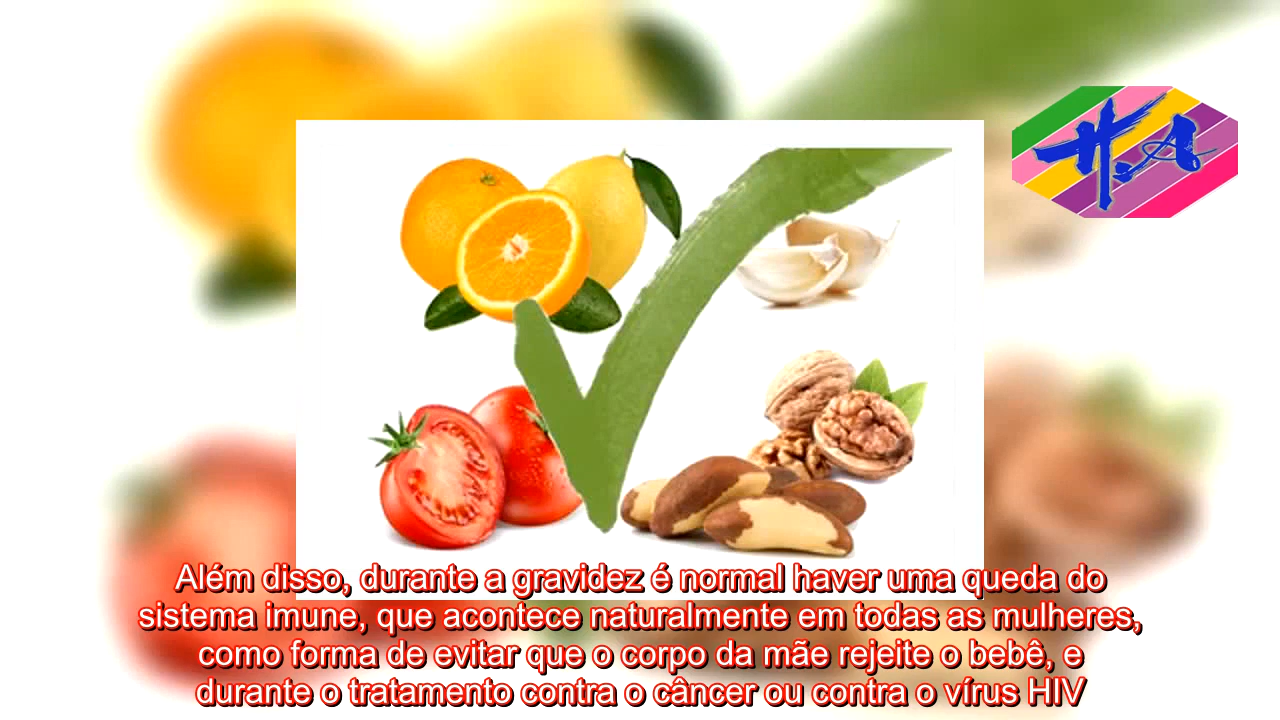 H.A
Além disso, durante a gravidez é normal haver uma queda do
sistema imune, que acontece naturalmente em todas as mulheres,
como forma de evitar que o corpo da mãe rejeite o bebê, e
durante o tratamento contra o câncer ou contra o vírus HIV